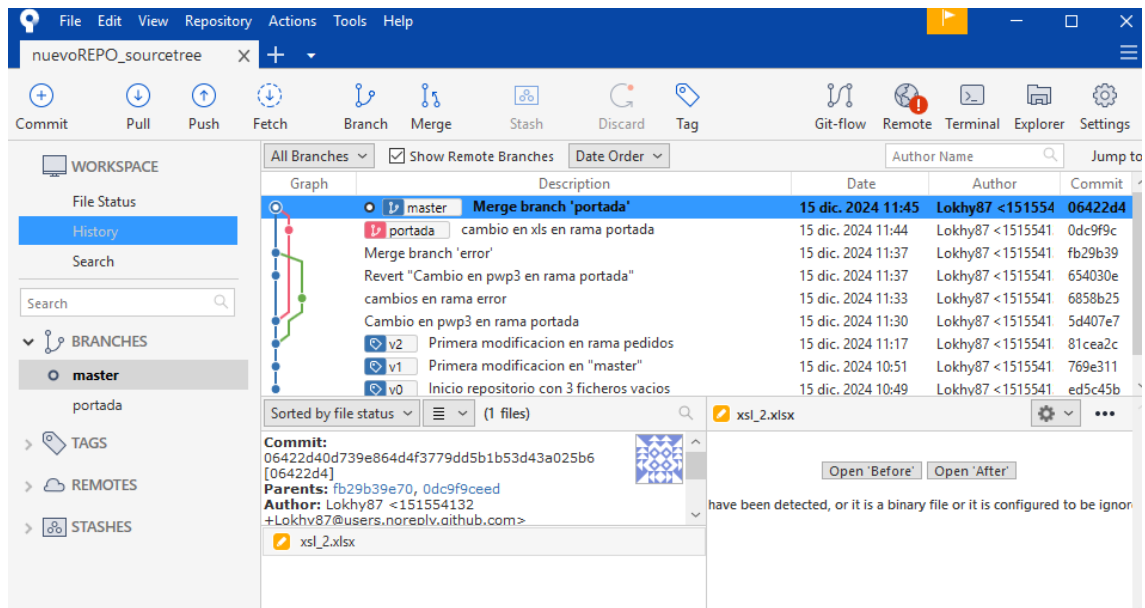 File Edit View Repository Actions Tools Help
nuevoREPO_sourcetree
Commit Pull Push Fetch Branch Merge Stash Discard Tag Git-flow Remote Terminal Explorer Settings
WORKSPACE
File Status
History
Search
Search
BRANCHES
master
portada
TAGS
REMOTES
STASHES
All Branches Show Remote Branches Date Order Author Name Jump to
Graph Description Date Author Commit
master Merge branch 'portada' 15 dic. 2024 11:45 Lokhy87 <151554 06422d4
portada cambio en xls en rama portada 15 dic. 2024 11:44 Lokhy87 <1515541 0dc9f9c
Merge branch 'error' 15 dic. 2024 11:37 Lokhy87 <1515541 fb29b39
Revert "Cambio en pwp3 en rama portada" 15 dic. 2024 11:37 Lokhy87 <1515541 654030e
cambios en rama error 15 dic. 2024 11:33 Lokhy87 <1515541 6858b25
Cambio en pwp3 en rama portada 15 dic. 2024 11:30 Lokhy87 <1515541 5d407e7
v2 Primera modificacion en rama pedidos 15 dic. 2024 11:17 Lokhy87 <1515541 81cea2c
v1 Primera modificacion en "master" 15 dic. 2024 10:51 Lokhy87 <1515541 769e311
v0 Inicio repositorio con 3 ficheros vacios 15 dic. 2024 10:49 Lokhy87 <1515541 ed5c45b
Sorted by file status (1 files)
Commit:
06422d40d739e864d4f3779dd5b1b53d43a025b6
[06422d4]
Parents: fb29b39e70, 0dc9f9ceed
Author: Lokhy87 <151554132
+Lokhy87@users.noreply.github.com>
xsl_2.xlsx
xsl_2.xlsx
Open 'Before' Open 'After'
have been detected, or it is a binary file or it is configured to be ignor